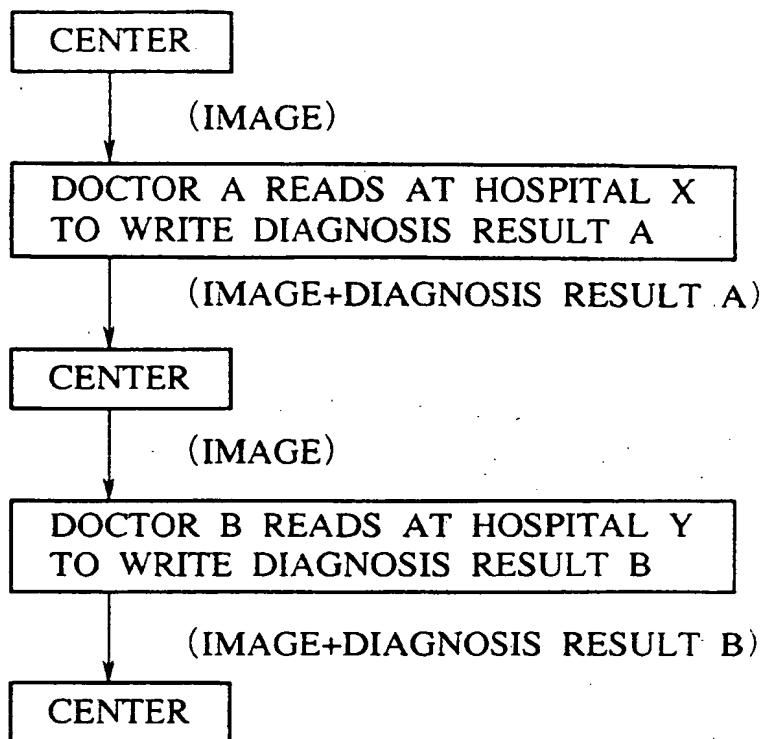 CENTER
(IMAGE)
DOCTOR A READS AT HOSPITAL X
TO WRITE DIAGNOSIS RESULT A
(IMAGE+DIAGNOSIS RESULT A)
CENTER
(IMAGE)
DOCTOR B READS AT HOSPITAL Y
TO WRITE DIAGNOSIS RESULT B
(IMAGE+DIAGNOSIS RESULT B)
CENTER